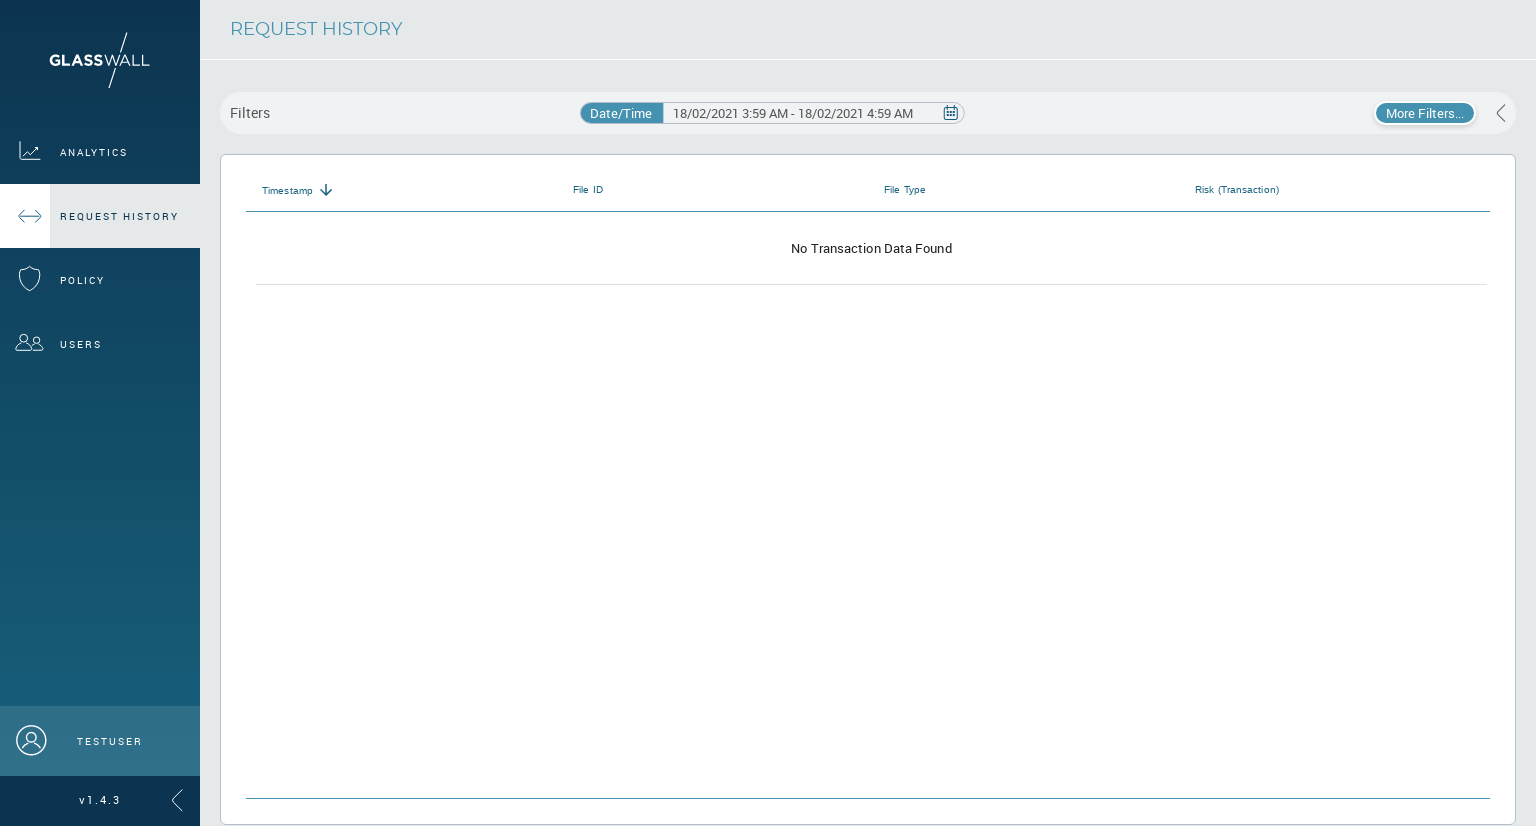 GLASSWALL
ANALYTICS
REQUEST HISTORY
POLICY
USERS
TESTUSER
v1.4.3
REQUEST HISTORY
Filters
Date/Time 18/02/2021 3:59 AM - 18/02/2021 4:59 AM
More Filters...
Timestamp File ID File Type Risk (Transaction)
No Transaction Data Found